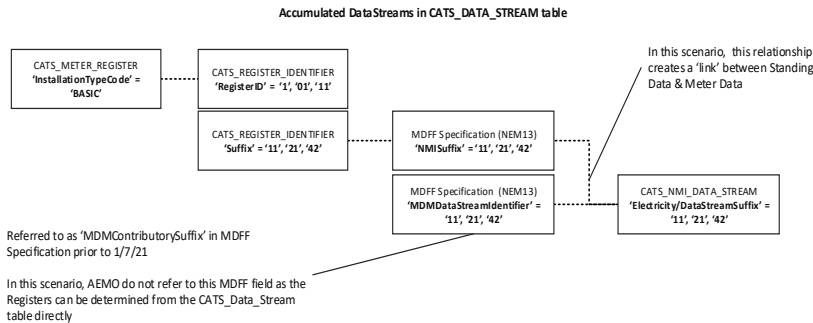 Accumulated DataStreams in CATS_DATA_STREAM table
In this scenario, this relationship
creates a ‘link’ between Standing
Data & Meter Data
CATS_METER_REGISTER
‘InstallationTypeCode’ =
‘BASIC’
CATS_REGISTER_IDENTIFIER
‘RegisterID’ = ‘1’, ‘01’, ‘11’
CATS_REGISTER_IDENTIFIER
‘Suffix’ = ‘11’, ‘21’, ‘42’
MDFF Specification (NEM13)
‘NMISuffix’ = ‘11’, ‘21’, ‘42’
MDFF Specification (NEM13)
‘MDMDataStreamIdentifier’ =
‘11’, ‘21’, ‘42’
CATS_NMI_DATA_STREAM
‘Electricity/DataStreamSuffix’ =
‘11’, ‘21’, ‘42’
Referred to as ‘MDMContributorySuffix’ in MDFF
Specification prior to 1/7/21
In this scenario, AEMO do not refer to this MDFF field as the
Registers can be determined from the CATS_Data_Stream
table directly